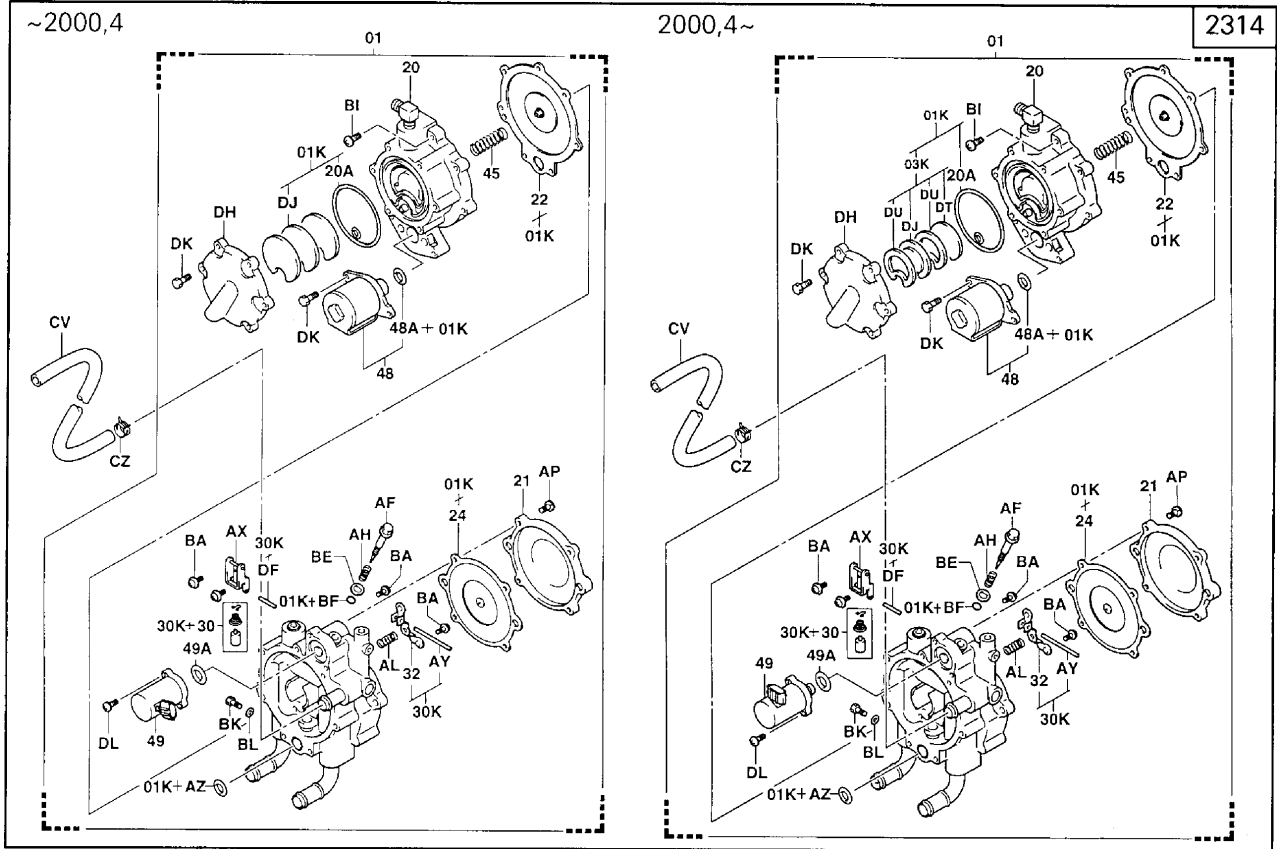 ~2000,4
01
20
BI
01K
20A
DJ
45
22
01K
DH
DK
DK
48A+01K
48
CV
CZ
01K
24
21
AP
AF
AH
BE
BA
01K+BF
30K
DF
AX
BA
30K+30
BA
49A
AL
32
AY
30K
DL
49
BK
BL
01K+AZ
2000,4~
2314
01
20
BI
01K
03K
20A
DU
DU
DT
DJ
45
22
01K
DH
DK
DK
48A+01K
48
CV
CZ
01K
24
21
AP
AF
AH
BE
BA
01K+BF
30K
DF
AX
BA
30K+30
BA
49A
AL
32
AY
30K
49
DL
BK
BL
01K+AZ